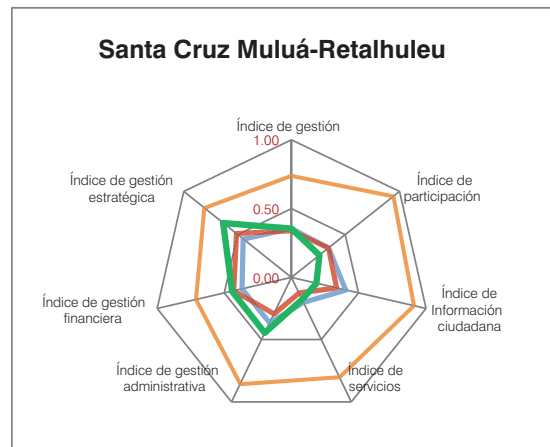 Santa Cruz Muluá-Retalhuleu
Índice de gestión
1.00
Índice de gestión
estratégica
Índice de
participación
0.50
0.00
Índice de gestión
financiera
Índice de
Información
ciudadana
Índice de gestión
administrativa
Índice de
servicios